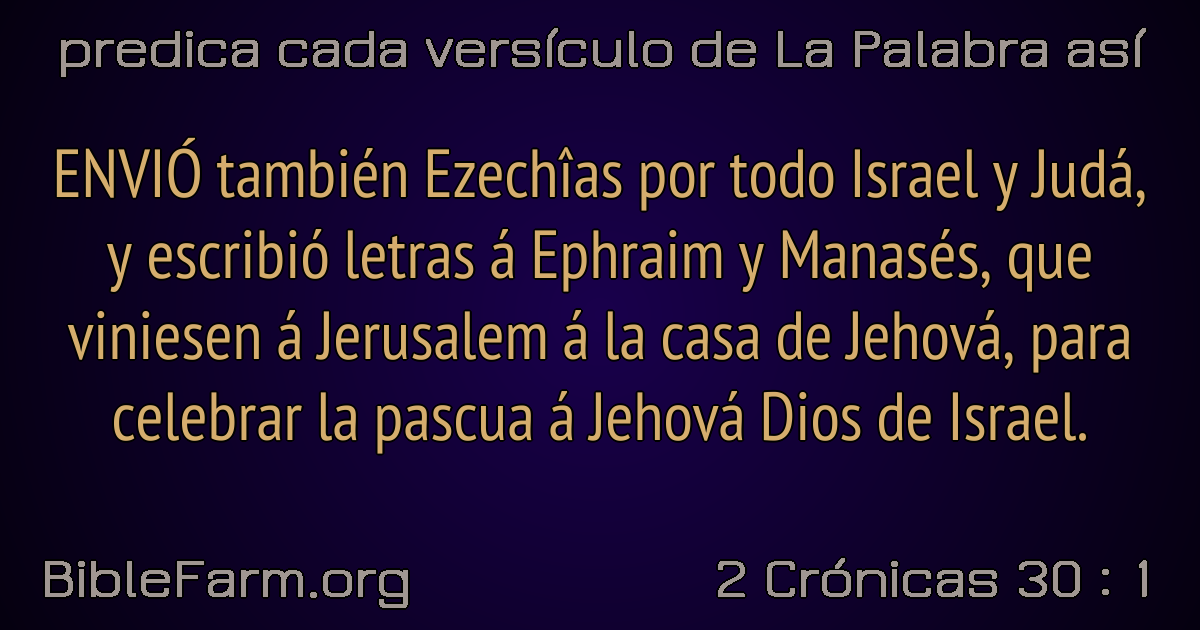 predica cada versículo de La Palabra así
ENVIÓ también Ezechîas por todo Israel y Judá,
y escribió letras á Ephraim y Manasés, que
viniesen á Jerusalem á la casa de Jehová, para
celebrar la pascua á Jehová Dios de Israel.
BibleFarm.org
2 Crónicas 30 : 1